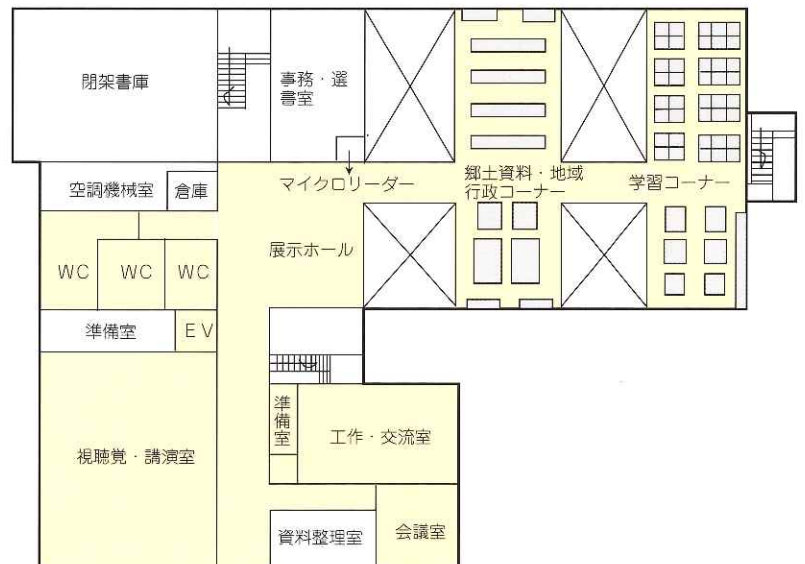 閉架書庫
事務・選
書室
空調機械室
倉庫
マイクロリーダー
郷土資料・地域
行政コーナー
学習コーナー
展示ホール
WC
WC
WC
準備室
EV
準
備
室
工作・交流室
視聴覚・講演室
資料整理室
会議室